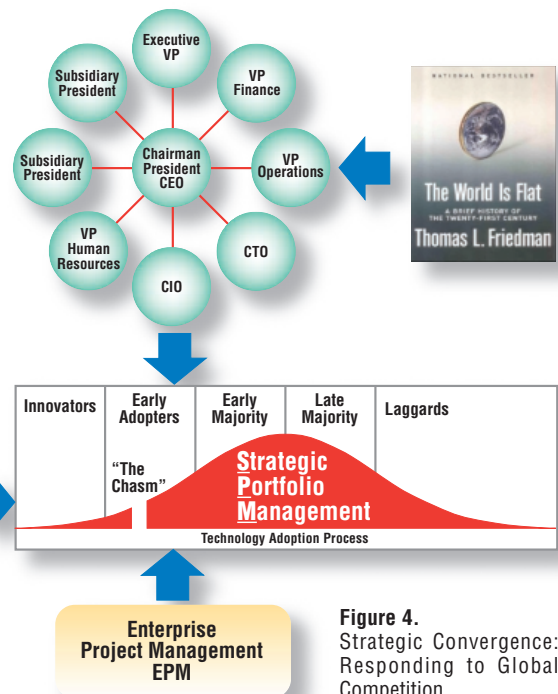 Executive
VP
Subsidiary
President
VP
Finance
Subsidiary
President
Chairman
President
CEO
VP
Operations
VP
Human
Resources
CTO
CIO
NATIONAL BESTSELLER
The World Is Flat
A BRIEF HISTORY OF
THE TWENTY-FIRST CENTURY
Thomas L. Friedman
Innovators
Early
Adopters
Early
Majority
Late
Majority
Laggards
"The
Chasm"
Strategic
Portfolio
Management
Technology Adoption Process
Enterprise
Project Management
EPM
Figure 4.
Strategic Convergence:
Responding to Global
Competition